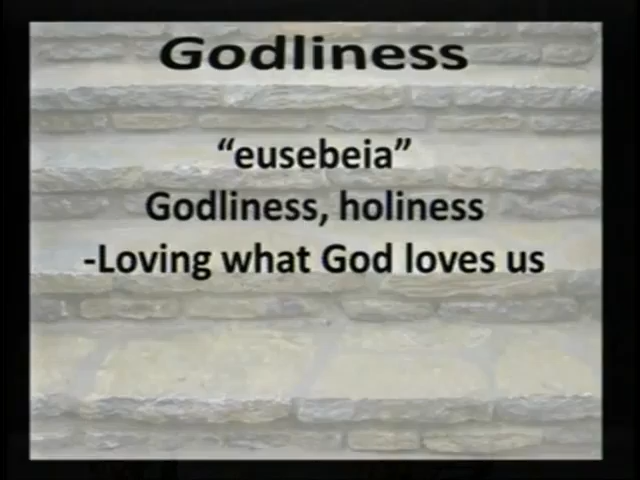 Godliness
“eusebeia”
Godliness, holiness
-Loving what God loves us